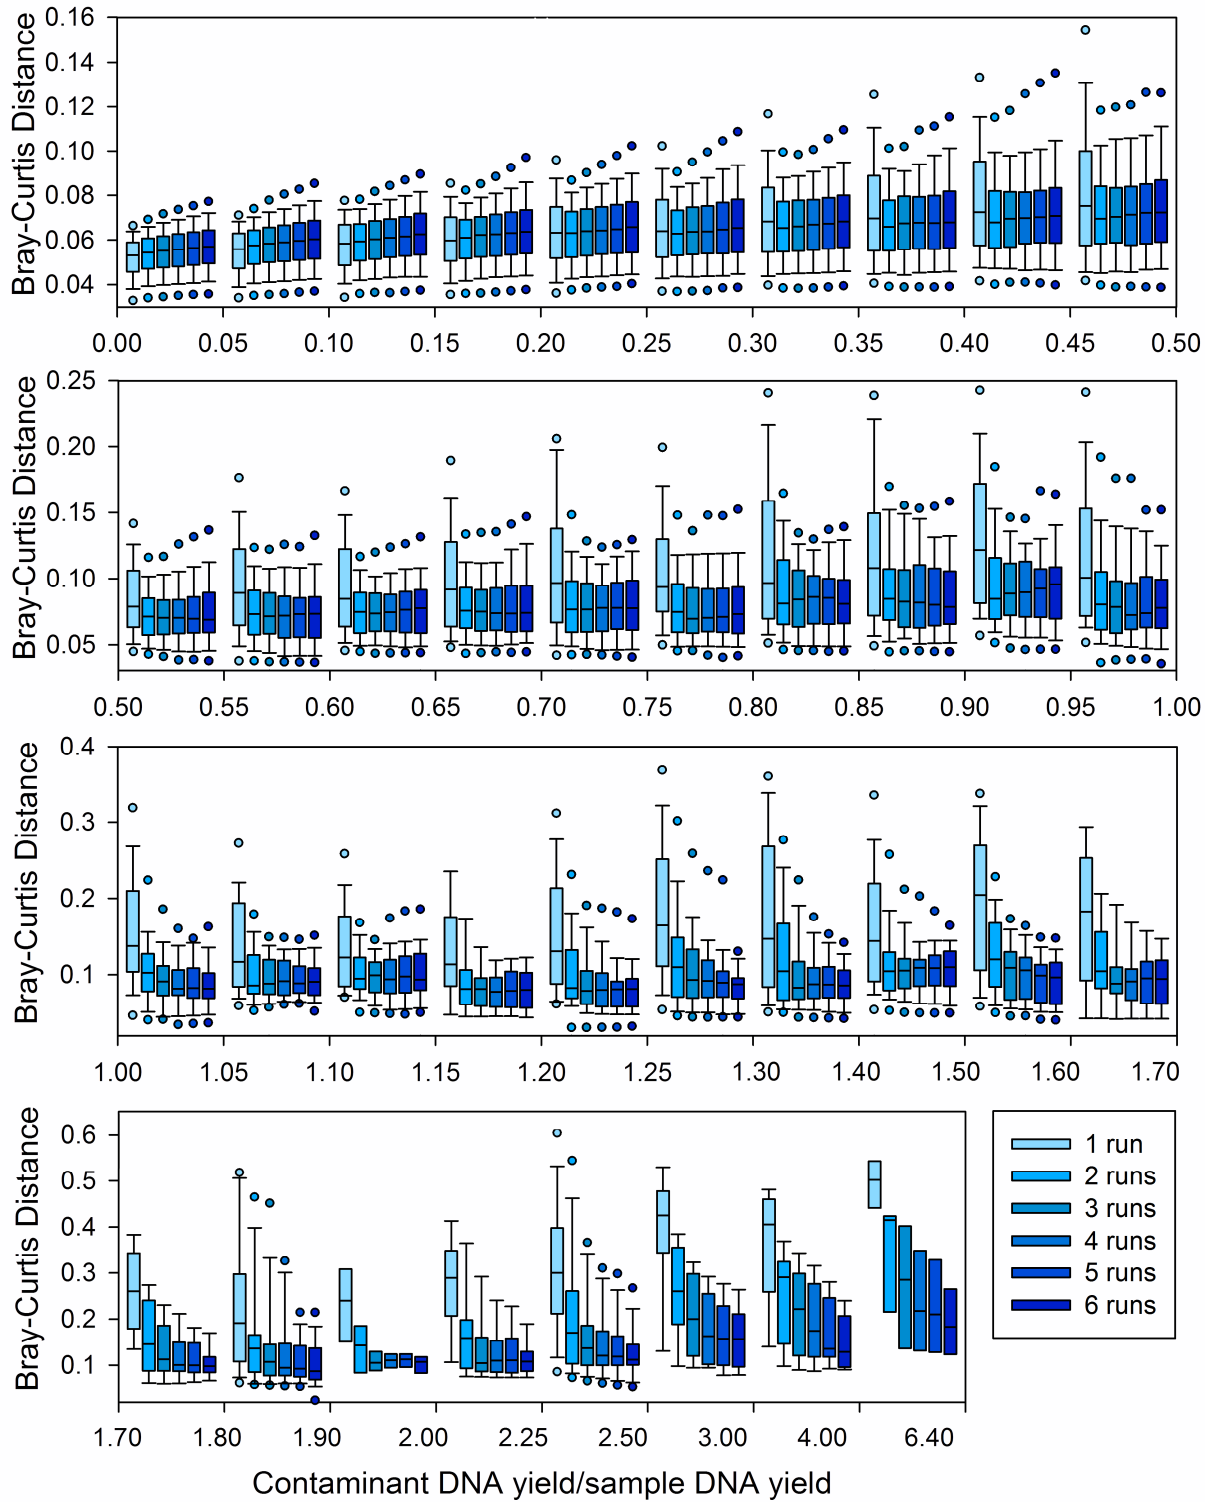 0.16
0.14
0.12
0.10
0.08
0.06
0.04
Bray-Curtis Distance
0.00 0.05 0.10 0.15 0.20 0.25 0.30 0.35 0.40 0.45 0.50
0.25
0.20
0.15
0.10
0.05
Bray-Curtis Distance
0.50 0.55 0.60 0.65 0.70 0.75 0.80 0.85 0.90 0.95 1.00
0.4
0.3
0.2
0.1
Bray-Curtis Distance
1.00 1.05 1.10 1.15 1.20 1.25 1.30 1.40 1.50 1.60 1.70
0.6
0.5
0.4
0.3
0.2
0.1
Bray-Curtis Distance
1.70 1.80 1.90 2.00 2.25 2.50 3.00 4.00 6.40
1 run
2 runs
3 runs
4 runs
5 runs
6 runs
Contaminant DNA yield/sample DNA yield